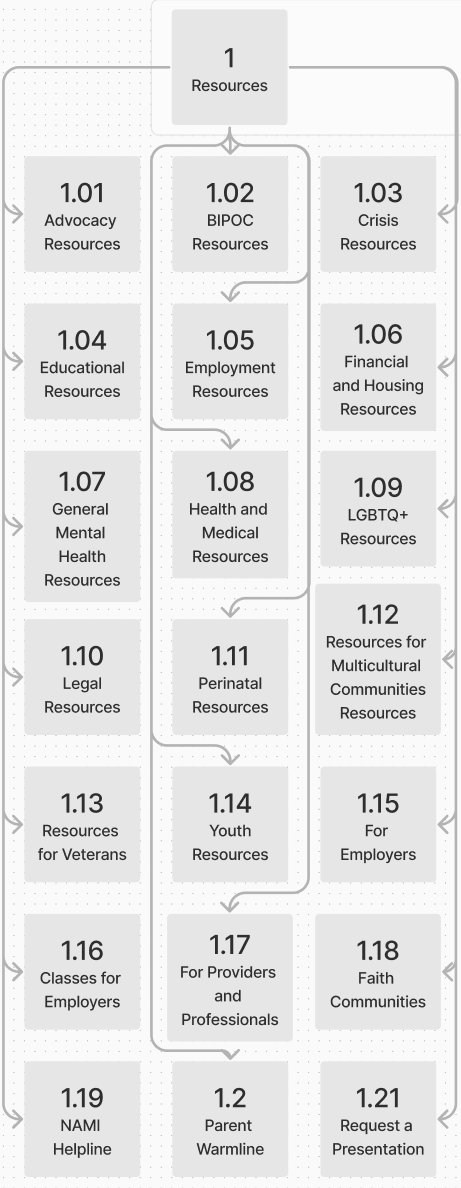 1
Resources
1.01
Advocacy
Resources
1.02
BIPOC
Resources
1.03
Crisis
Resources
1.04
Educational
Resources
1.05
Employment
Resources
1.06
Financial
and Housing
Resources
1.07
General
Mental
Health
Resources
1.08
Health and
Medical
Resources
1.09
LGBTQ+
Resources
1.10
Legal
Resources
1.11
Perinatal
Resources
1.12
Resources for
Multicultural
Communities
Resources
1.13
Resources
for Veterans
1.14
Youth
Resources
1.15
For
Employers
1.16
Classes for
Employers
1.17
For Providers
and
Professionals
1.18
Faith
Communities
1.19
NAMI
Helpline
1.2
Parent
Warmline
1.21
Request a
Presentation